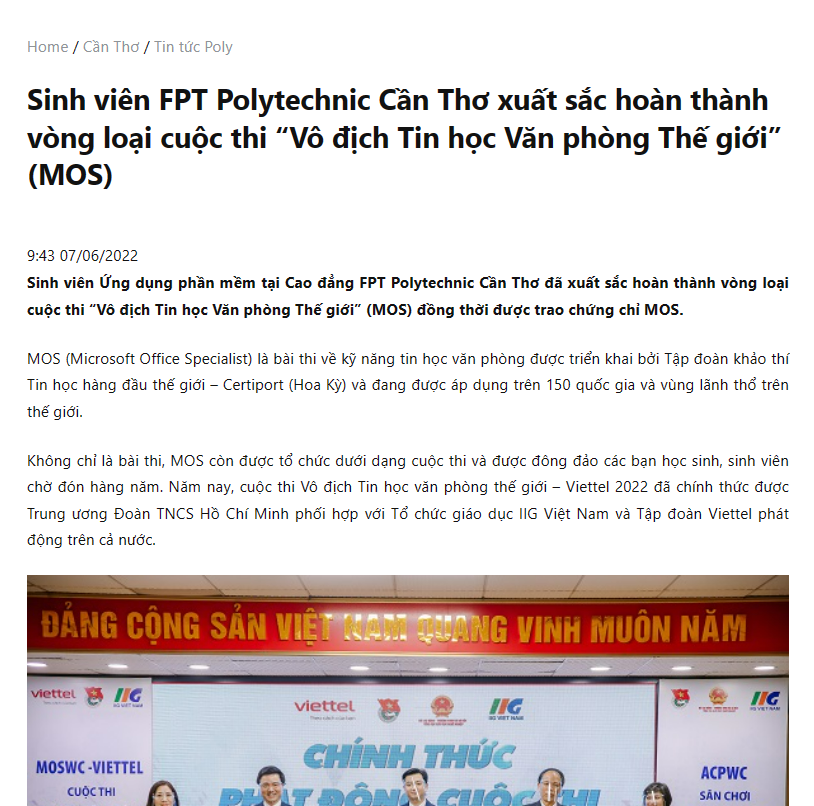 Home / Cần Thơ / Tin tức Poly
Sinh viên FPT Polytechnic Cần Thơ xuất sắc hoàn thành
vòng loại cuộc thi “Vô địch Tin học Văn phòng Thế giới”
(MOS)
9:43 07/06/2022
Sinh viên Ứng dụng phần mềm tại Cao đẳng FPT Polytechnic Cần Thơ đã xuất sắc hoàn thành vòng loại
cuộc thi “Vô địch Tin học Văn phòng Thế giới” (MOS) đồng thời được trao chứng chỉ MOS.
MOS (Microsoft Office Specialist) là bài thi về kỹ năng tin học văn phòng được triển khai bởi Tập đoàn khảo thí
Tin học hàng đầu thế giới – Certiport (Hoa Kỳ) và đang được áp dụng trên 150 quốc gia và vùng lãnh thổ trên
thế giới.
Không chỉ là bài thi, MOS còn được tổ chức dưới dạng cuộc thi và được đông đảo các bạn học sinh, sinh viên
chờ đón hàng năm. Năm nay, cuộc thi Vô địch Tin học văn phòng thế giới – Viettel 2022 đã chính thức được
Trung ương Đoàn TNCS Hồ Chí Minh phối hợp với Tổ chức giáo dục IIG Việt Nam và Tập đoàn Viettel phát
động trên cả nước.
ĐẢNG CỘNG SẢN VIỆT NAM QUANG VINH MUÔN NĂM
viettel IIG VIET NAM
viettel IIG VIET NAM
IIG VIET NAM
CHÍNH THỨC
PHÁT ĐỘNG CUỘC THI
MOSWC -VIETTEL
CUỘC THI
ACPWC
SÂN CHƠI